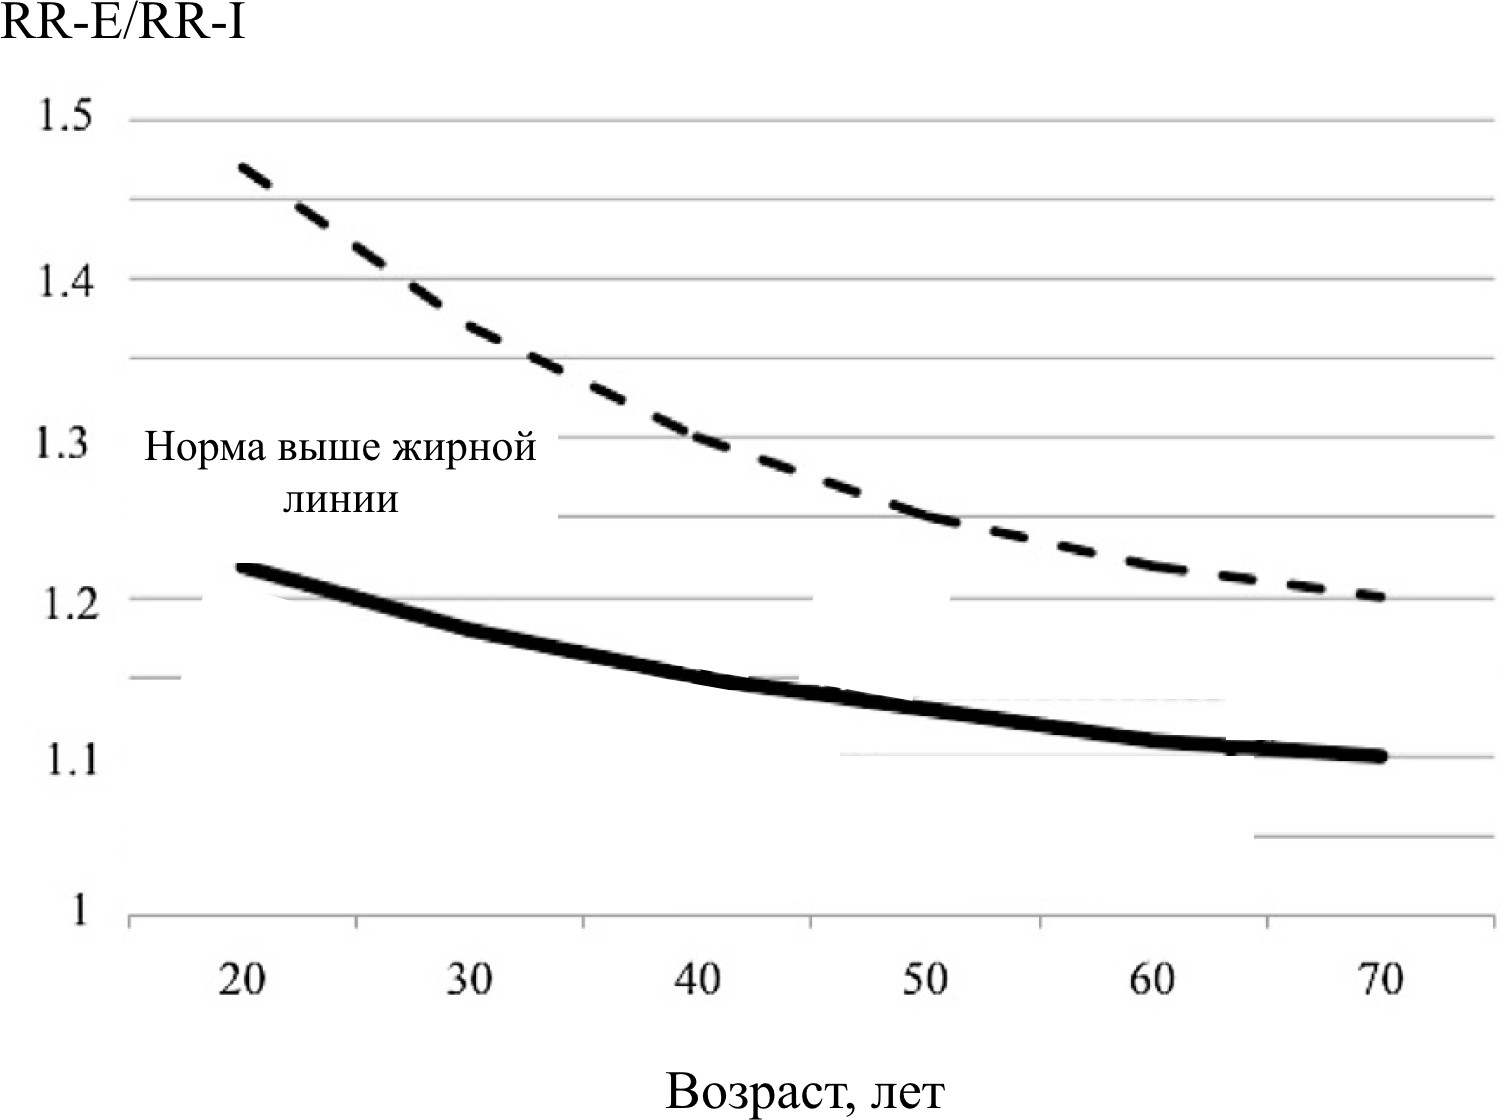 RR-E/RR-I
1.5
1.4
1.3
Норма выше жирной
линии
1.2
1.1
1
20 30 40 50 60 70
Возраст, лет